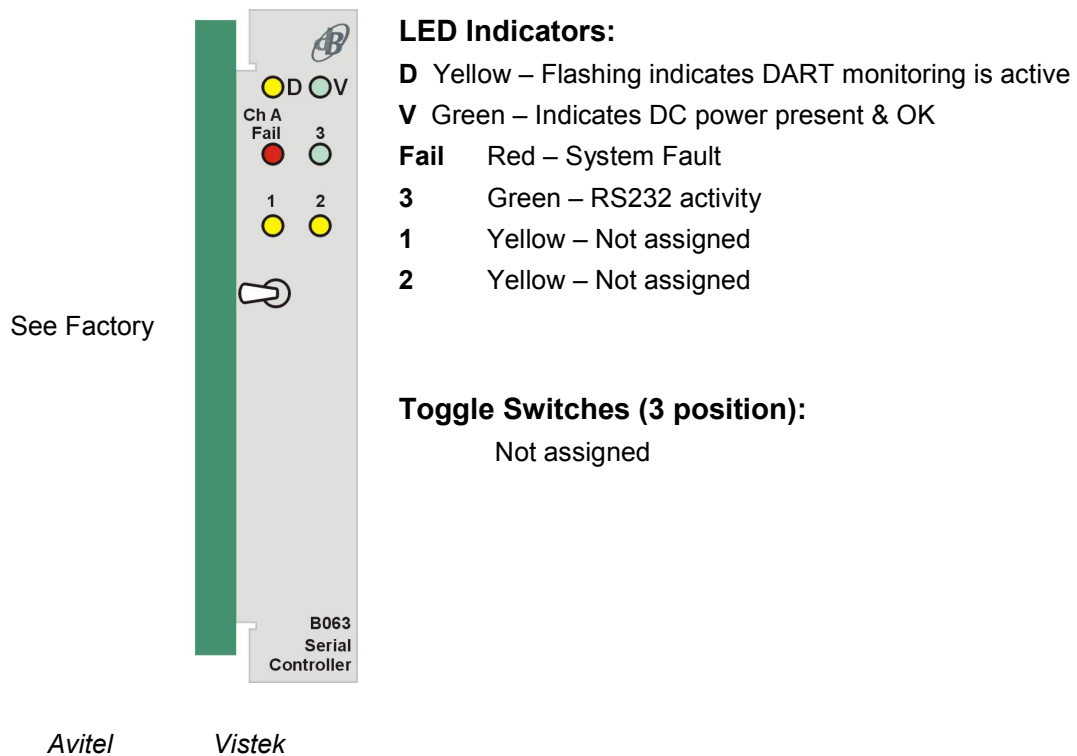 LED Indicators:
D Yellow – Flashing indicates DART monitoring is active
V Green – Indicates DC power present & OK
Fail Red – System Fault
3 Green – RS232 activity
1 Yellow – Not assigned
2 Yellow – Not assigned
Toggle Switches (3 position):
Not assigned
See Factory
dB
D V
Ch A
Fail 3
1 2
B063
Serial
Controller
Avitel Vistek